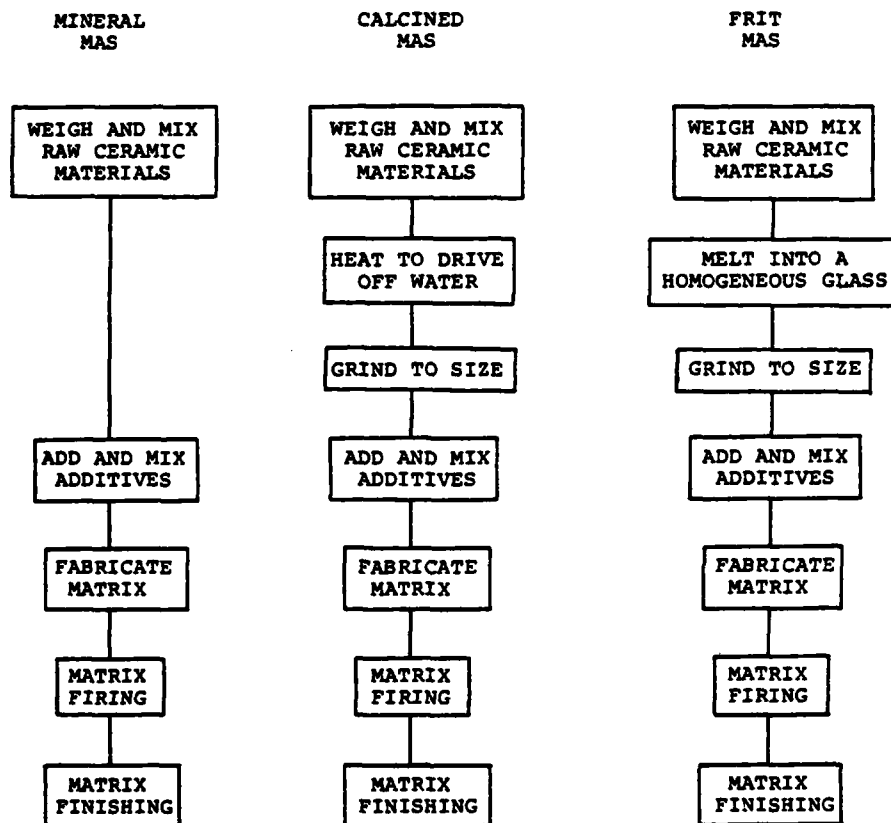 MINERAL
MAS
WEIGH AND MIX
RAW CERAMIC
MATERIALS
ADD AND MIX
ADDITIVES
FABRICATE
MATRIX
MATRIX
FIRING
MATRIX
FINISHING
CALCINED
MAS
WEIGH AND MIX
RAW CERAMIC
MATERIALS
HEAT TO DRIVE
OFF WATER
GRIND TO SIZE
ADD AND MIX
ADDITIVES
FABRICATE
MATRIX
MATRIX
FIRING
MATRIX
FINISHING
FRIT
MAS
WEIGH AND MIX
RAW CERAMIC
MATERIALS
MELT INTO A
HOMOGENEOUS GLASS
GRIND TO SIZE
ADD AND MIX
ADDITIVES
FABRICATE
MATRIX
MATRIX
FIRING
MATRIX
FINISHING